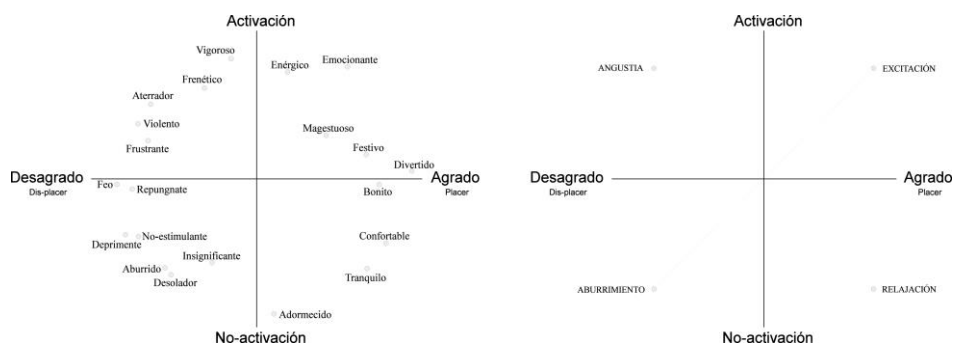 Activación
Vigoroso
Enérgico
Emocionante
Frenético
Aterrador
Violento
Magestuoso
Frustrante
Festivo
Divertido
Desagrado
Dis-placer
Agrado
Placer
Feo
Repungnate
Bonito
Deprimente
No-estimulante
Confortable
Insignificante
Aburrido
Desolador
Tranquilo
Adormecido
No-activación
Activación
ANGUSTIA
EXCITACIÓN
Desagrado
Dis-placer
Agrado
Placer
ABURRIMIENTO
RELAJACIÓN
No-activación